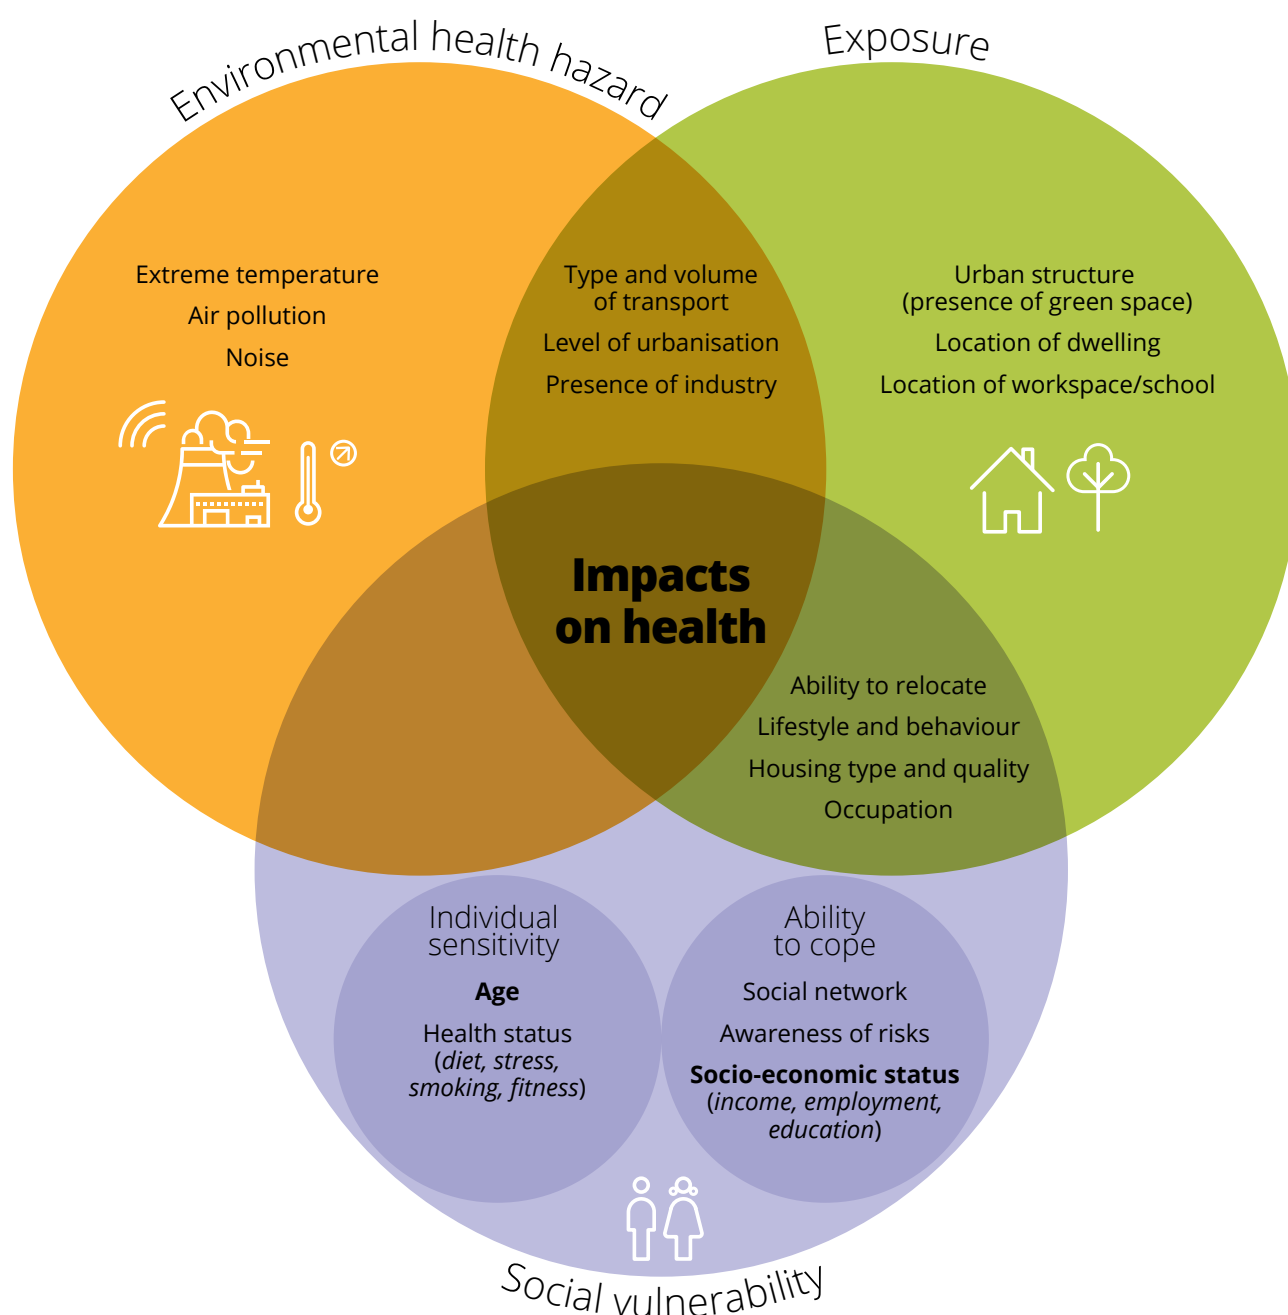 Environmental health hazard
Exposure
Extreme temperature
Air pollution
Noise
Type and volume
of transport
Level of urbanisation
Presence of industry
Urban structure
(presence of green space)
Location of dwelling
Location of workspace/school
Impacts
on health
Ability to relocate
Lifestyle and behaviour
Housing type and quality
Occupation
Individual
sensitivity
Age
Health status
(diet, stress,
smoking, fitness)
Ability
to cope
Social network
Awareness of risks
Socio-economic status
(income, employment,
education)
Social vulnerability